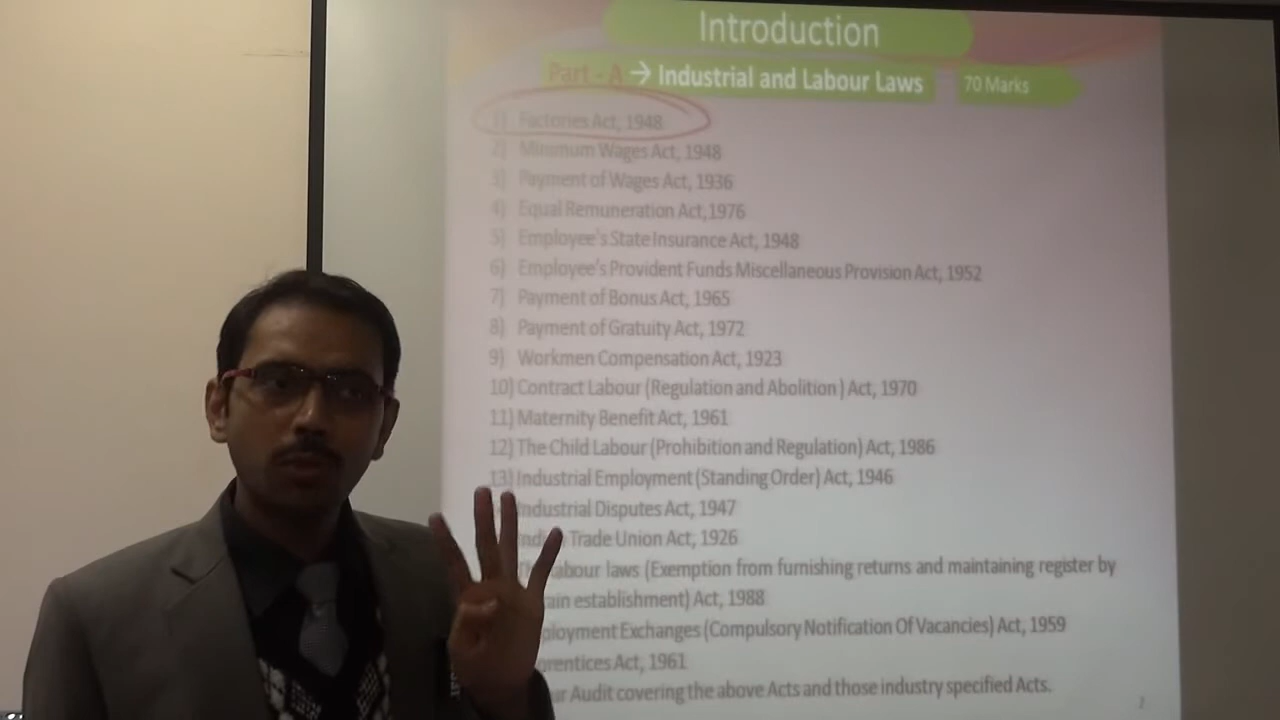 Introduction
Part - A → Industrial and Labour Laws 70 Marks
1) Factories Act, 1948
2) Minimum Wages Act, 1948
3) Payment of Wages Act, 1936
4) Equal Remuneration Act,1976
5) Employee's State Insurance Act, 1948
6) Employee's Provident Funds Miscellaneous Provision Act, 1952
7) Payment of Bonus Act, 1965
8) Payment of Gratuity Act, 1972
9) Workmen Compensation Act, 1923
10) Contract Labour (Regulation and Abolition ) Act, 1970
11) Maternity Benefit Act, 1961
12) The Child Labour (Prohibition and Regulation) Act, 1986
13) Industrial Employment (Standing Order) Act, 1946
Industrial Disputes Act, 1947
Trade Union Act, 1926
laws (Exemption from furnishing returns and maintaining register by
establishment) Act, 1988
Exchanges (Compulsory Notification Of Vacancies) Act, 1959
Act, 1961
Audit covering the above Acts and those industry specified Acts.
2